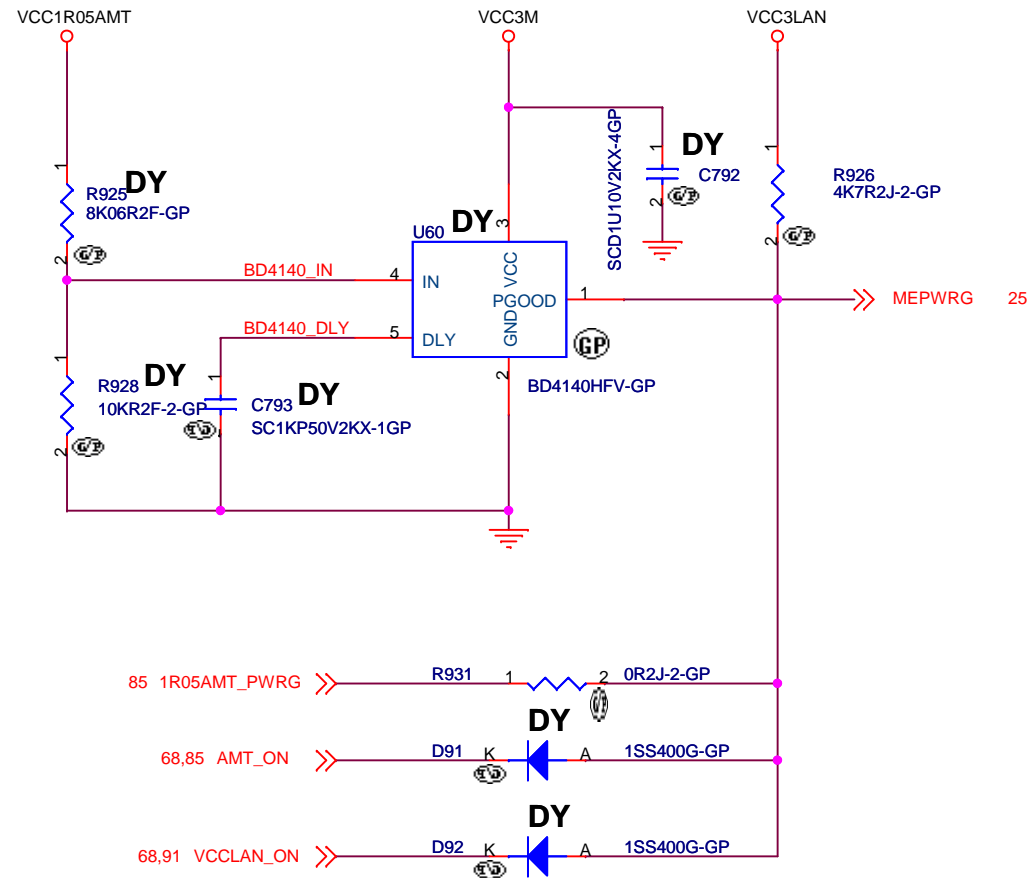 VCC1R05AMT
VCC3M
VCC3LAN
1
R925
DY
8K06R2F-GP
G/P
2
SCD1U10V2KX-4GP
1
DY
C792
2
G/P
1
R926
4K7R2J-2-GP
2
G/P
U60
DY
3
BD4140_IN
4
IN
VCC
PGOOD
1
MEPWRG 25
BD4140_DLY
5
DLY
GND
GP
2
BD4140HFV-GP
1
R928
DY
10KR2F-2-GP
2
G/P
1
C793
DY
SC1KP50V2KX-1GP
85 1R05AMT_PWRG
R931
1
2
0R2J-2-GP
DY
68,85 AMT_ON
D91
K
A
1SS400G-GP
DY
68,91 VCCLAN_ON
D92
K
A
1SS400G-GP